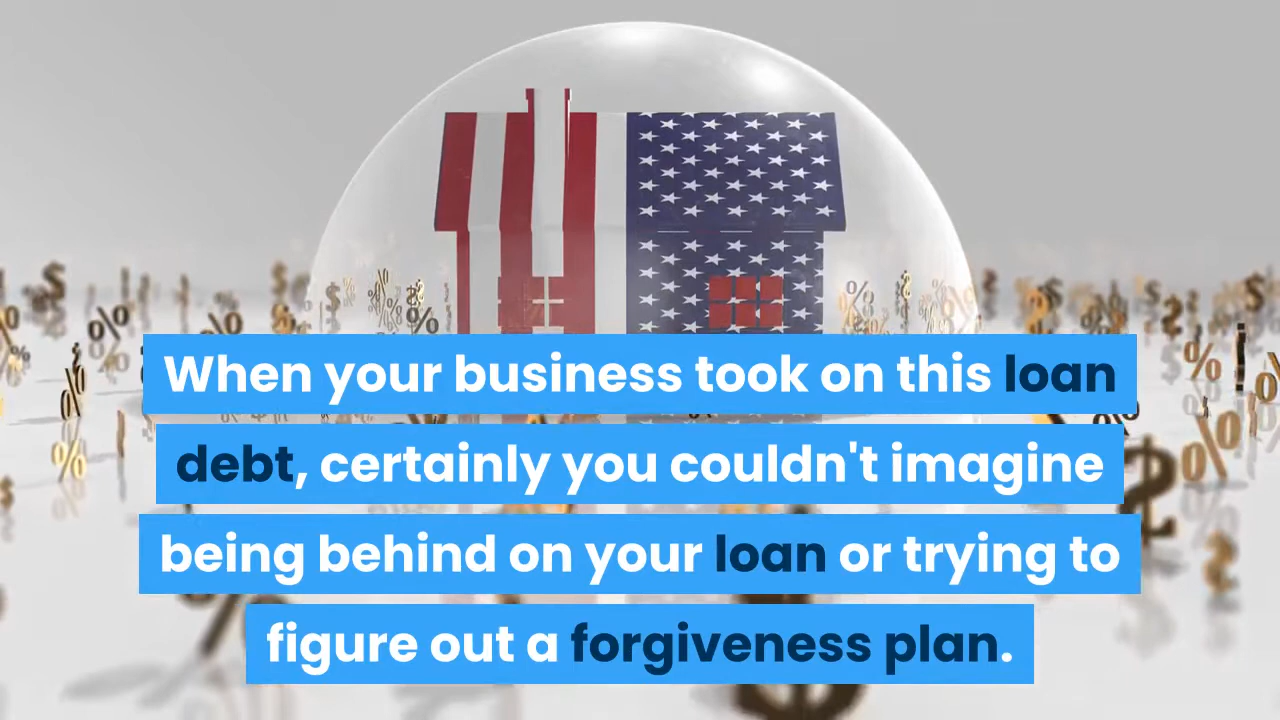 When your business took on this loan
debt, certainly you couldn't imagine
being behind on your loan or trying to
figure out a forgiveness plan.